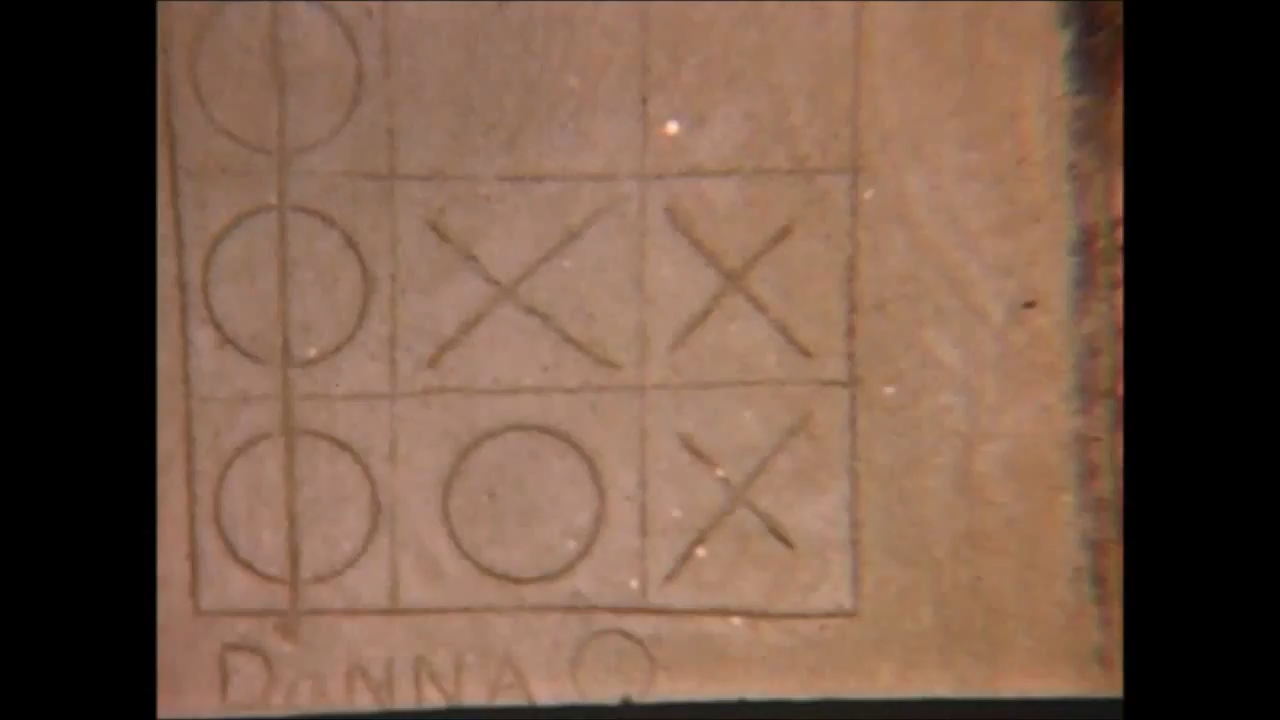 O
O X X
O O X
DoNNA O